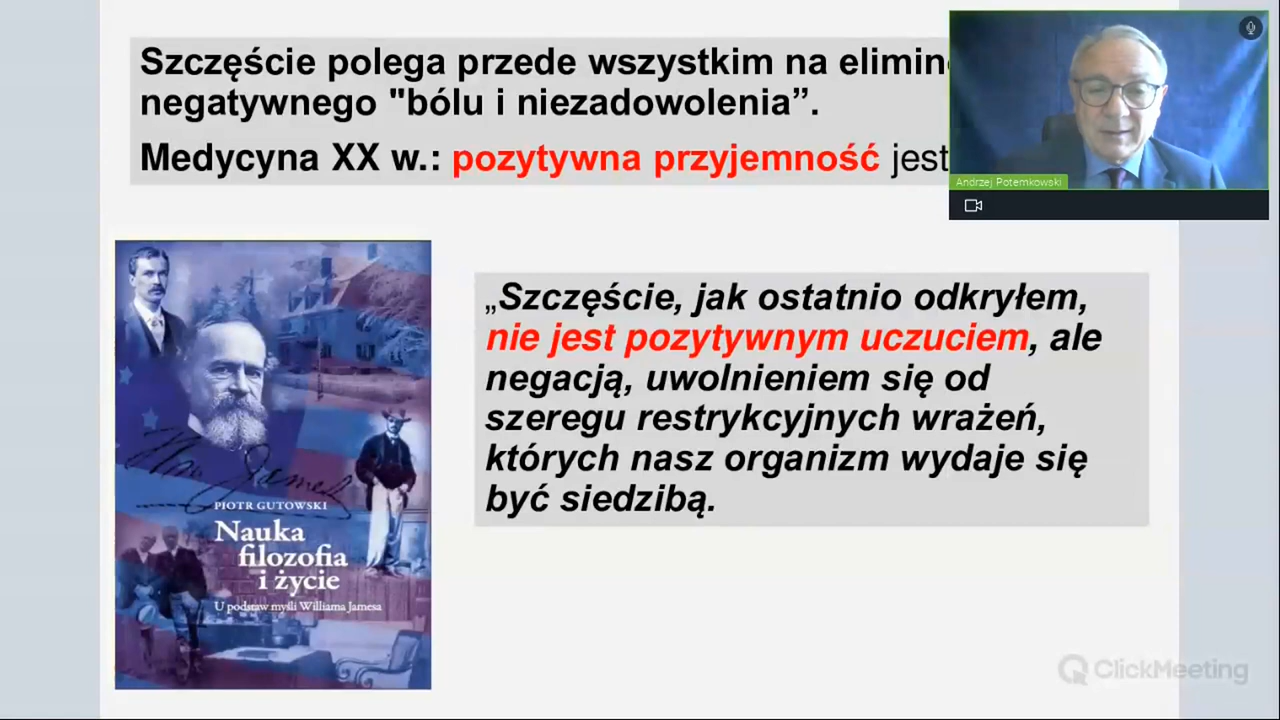 Szczęście polega przede wszystkim na
negatywnego "bólu i niezadowolenia”.
Medycyna XX w.: pozytywna przyjemność jest
Andrzej Potemkowski
„Szczęście, jak ostatnio odkryłem,
nie jest pozytywnym uczuciem, ale
negacją, uwolnieniem się od
szeregu restrykcyjnych wrażeń,
których nasz organizm wydaje się
być siedzibą.
PIOTR GUTOWSKI
Nauka
filozofia
i życie
U podstaw myśli Williama Jamesa
ClickMeeting